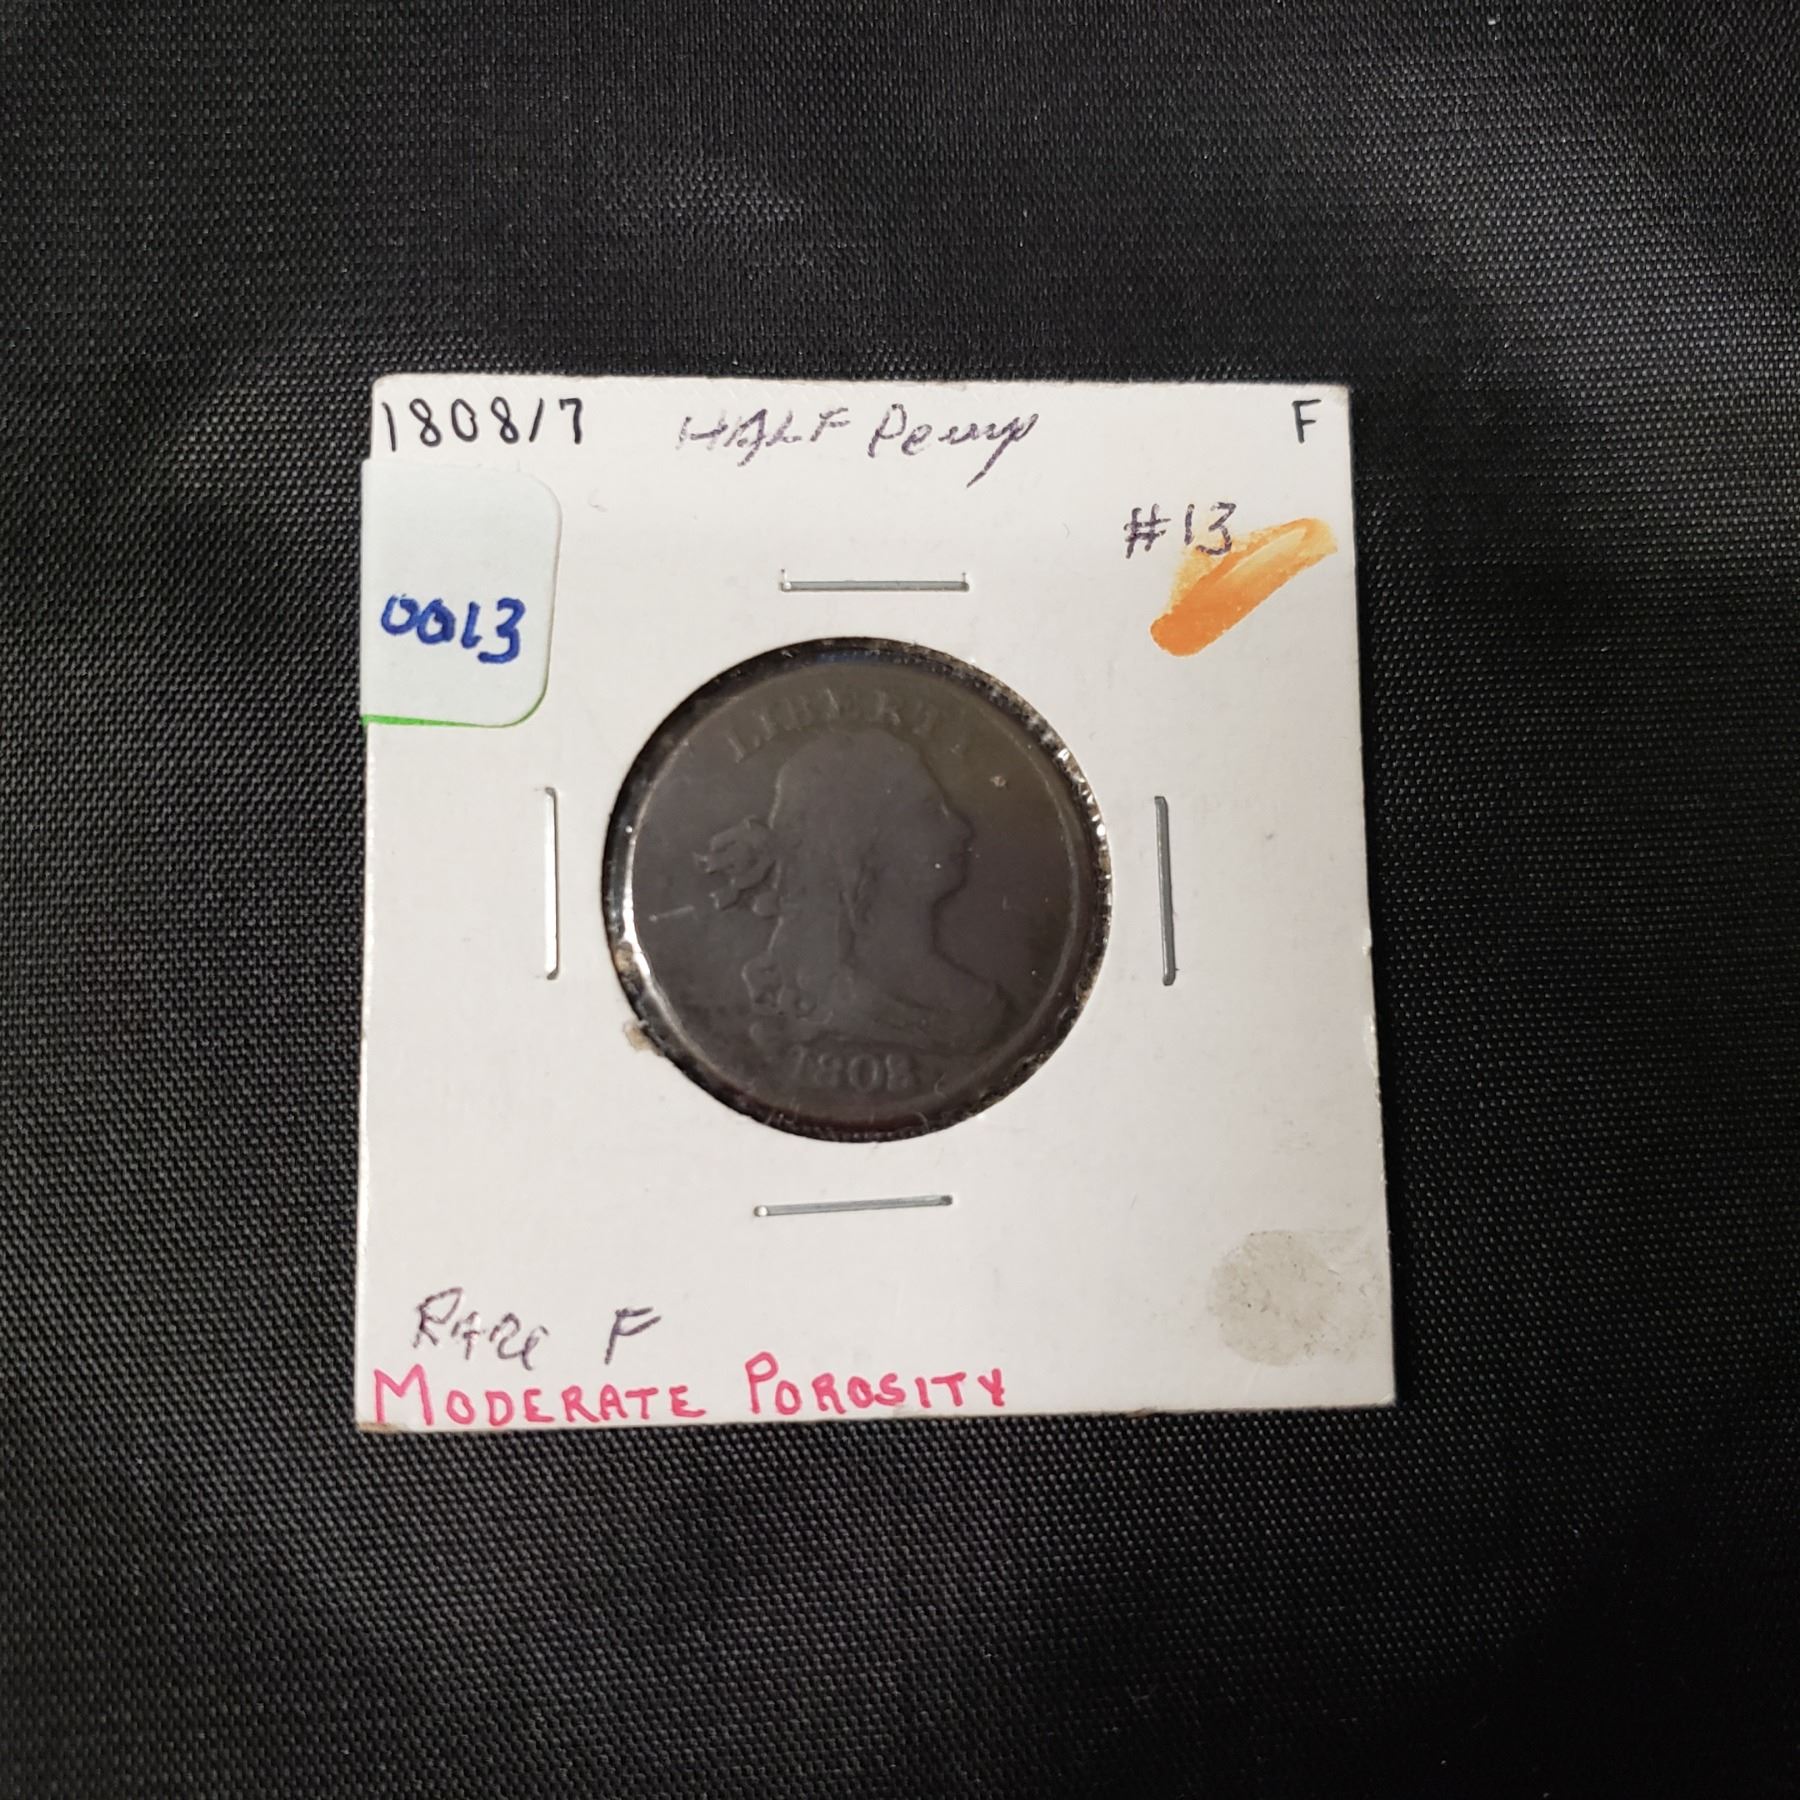 1808/7 HALF Penny F
#13
0013
LIBERTY
1808
RARE F
MODERATE POROSITY